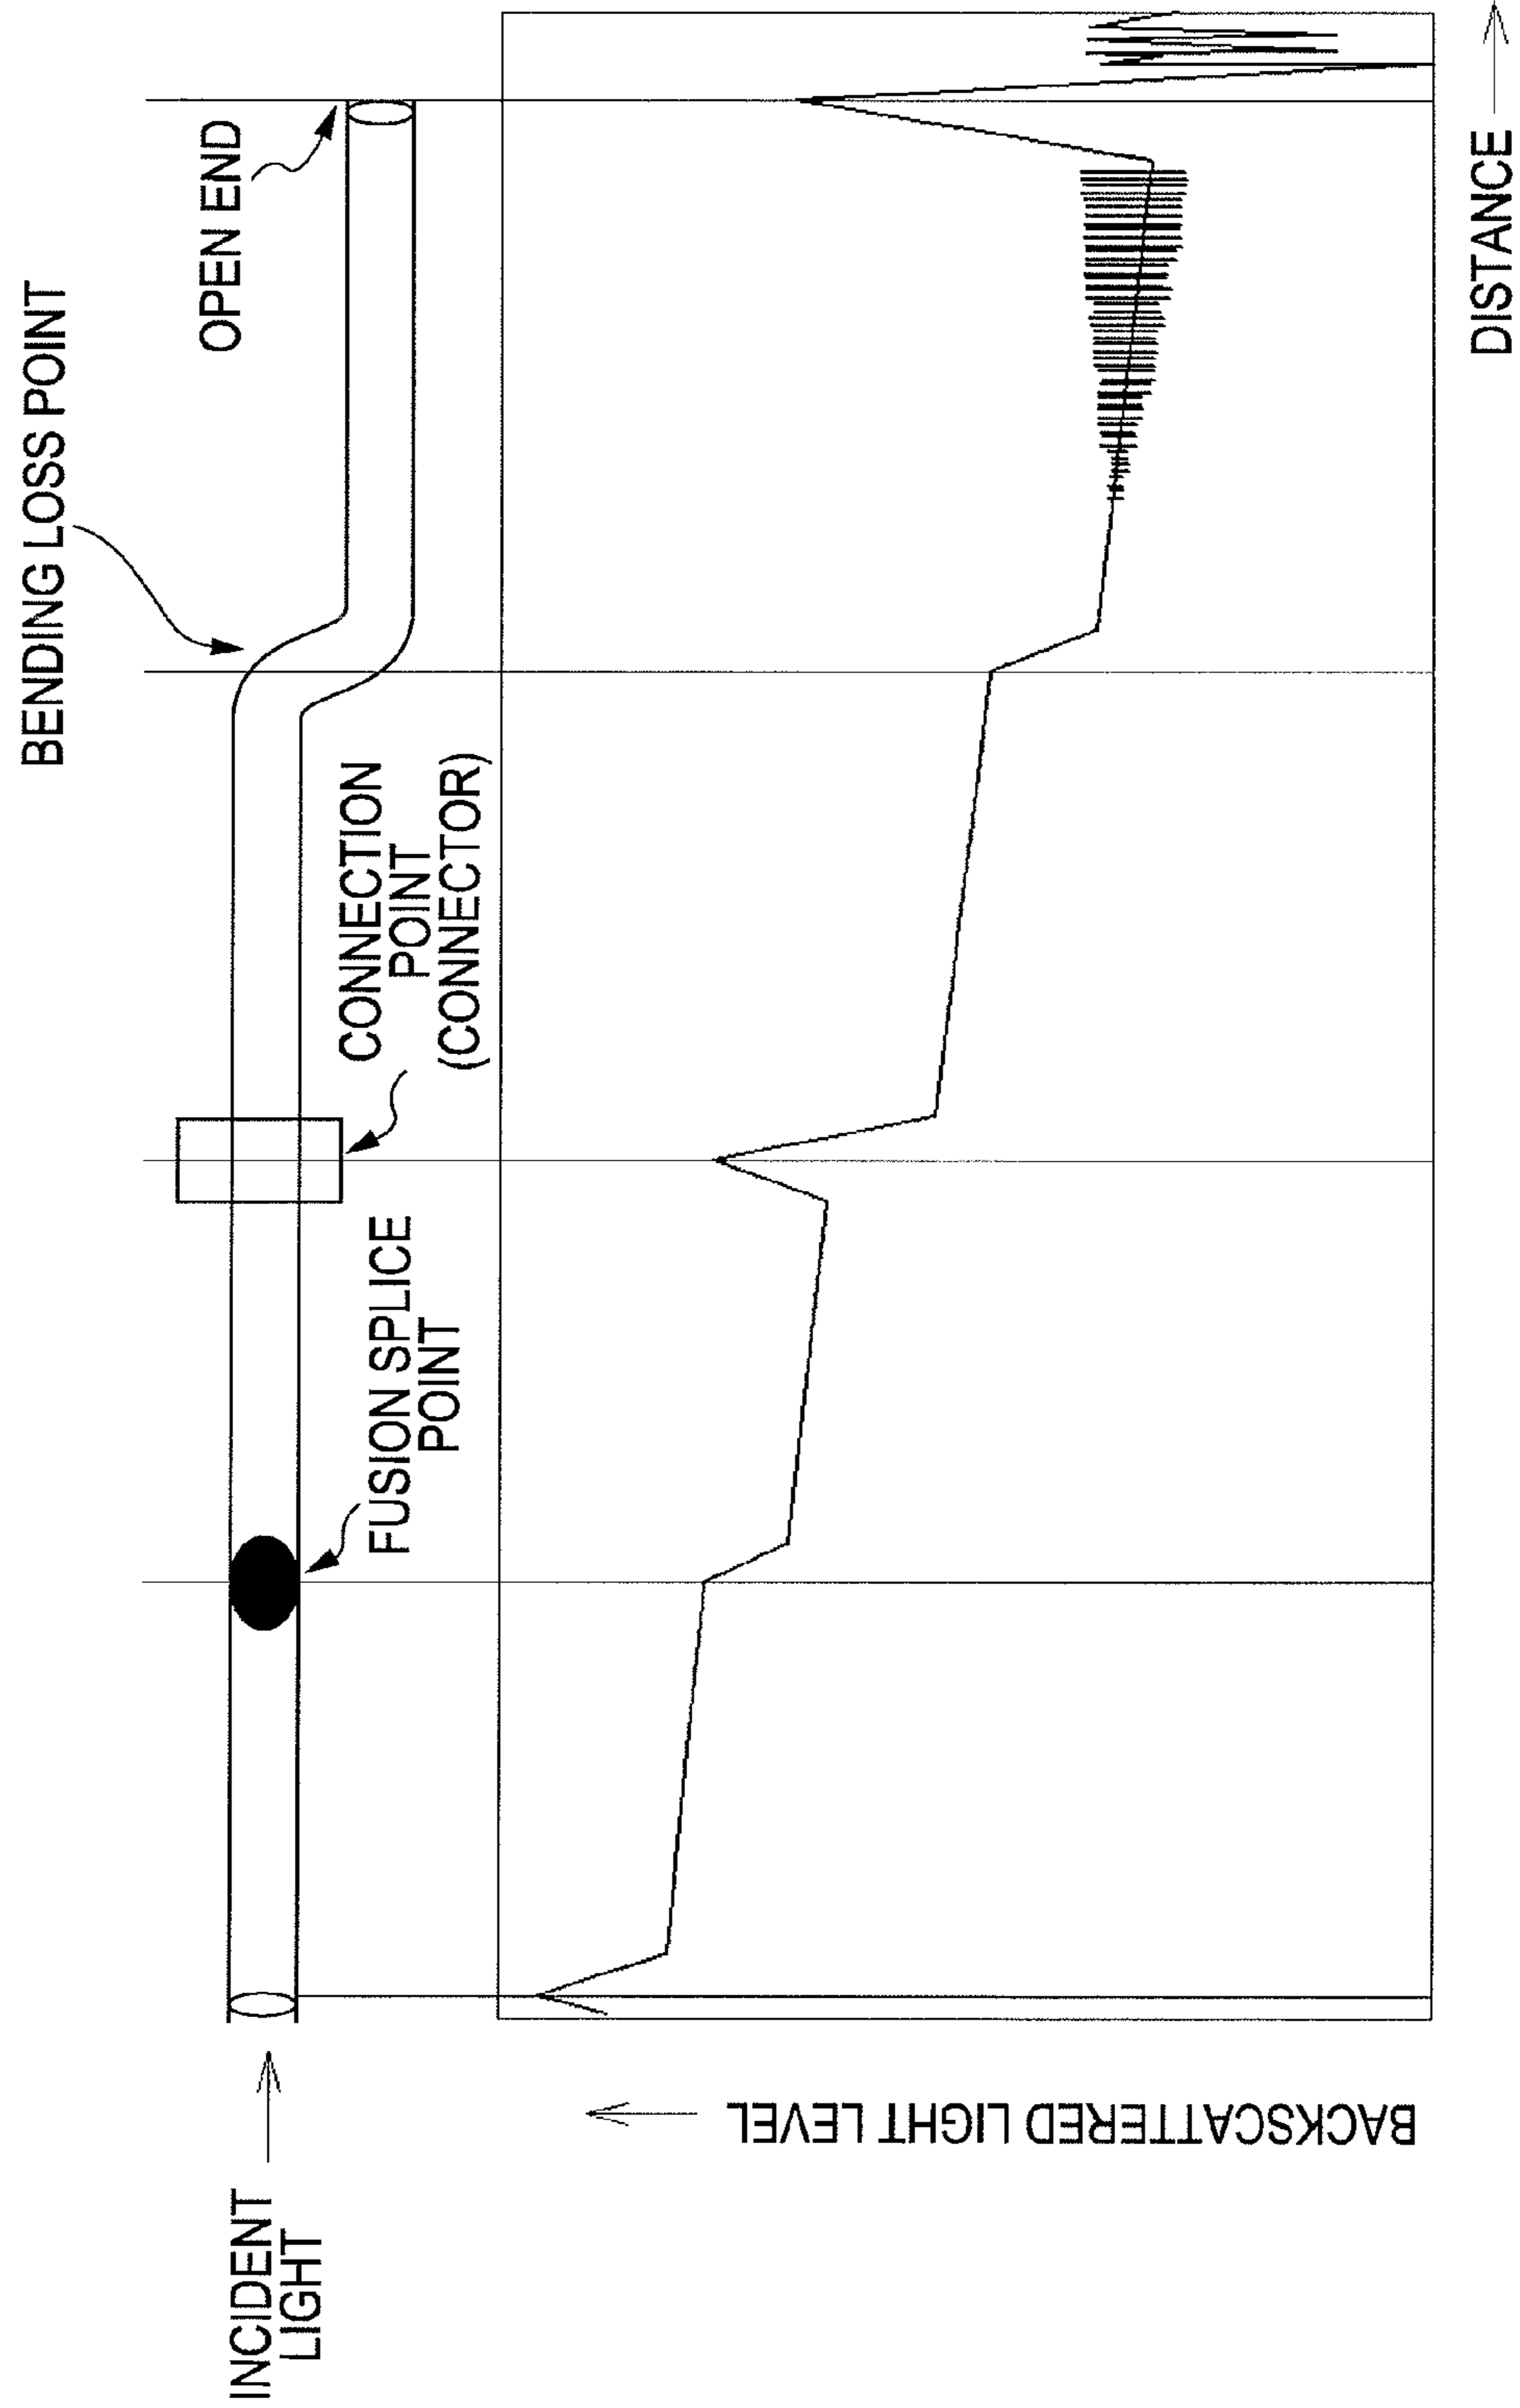 BENDING LOSS POINT
OPEN END
CONNECTION
POINT
(CONNECTOR)
FUSION SPLICE
POINT
INCIDENT
LIGHT
BACKSCATTERED LIGHT LEVEL
DISTANCE